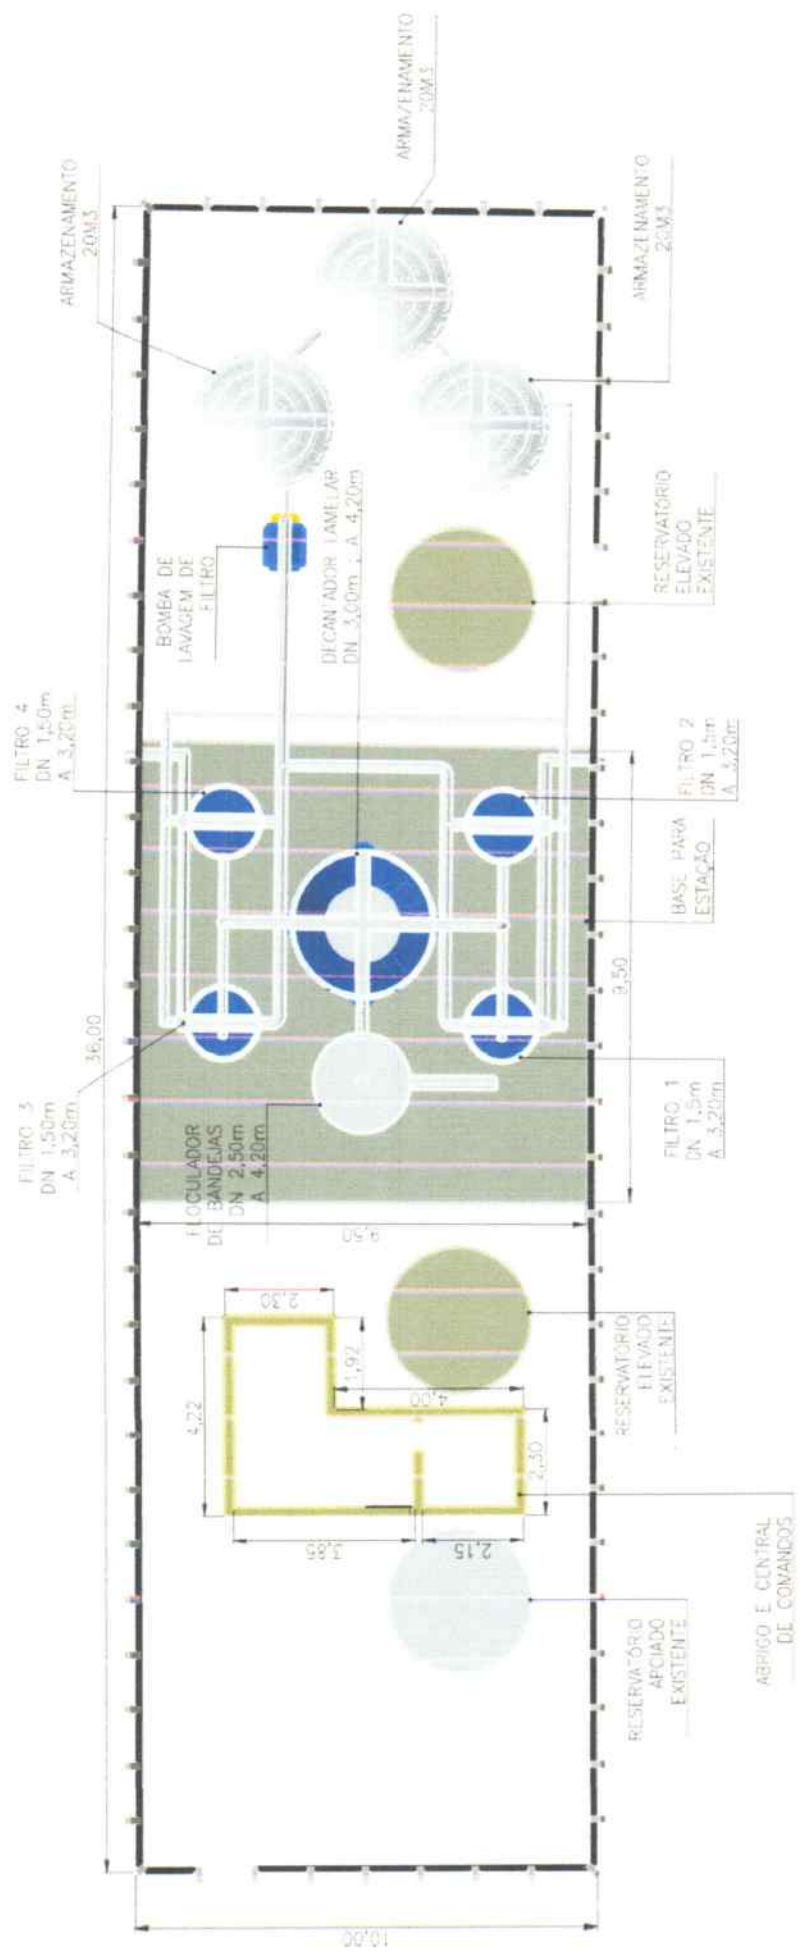 ARMAZENAMENTO
20M3
ARMAZENAMENTO
20M3
ARMAZENAMENTO
20M3
BOMBA DE
LAVAGEM DE
FILTRO
DECANTADOR LAMELAR
DN 3,00m ; A 4,20m
RESERVATÓRIO
ELEVADO
EXISTENTE
FILTRO 4
DN 1,50m
A 3,20m
FILTRO 2
DN 1,5m
A 3,20m
BASE PARA
ESTAÇÃO
9,50
36,00
FILTRO 3
DN 1,50m
A 3,20m
FILTRO 1
DN 1,5m
A 3,20m
FLOCULADOR
DE BANDEJAS
DN 2,50m
A 4,20m
9,50
2,30
1,92
4,22
4,00
2,30
3,85
2,15
RESERVATÓRIO
ELEVADO
EXISTENTE
RESERVATÓRIO
APOIADO
EXISTENTE
ABRIGO E CENTRAL
DE COMANDOS
10,00